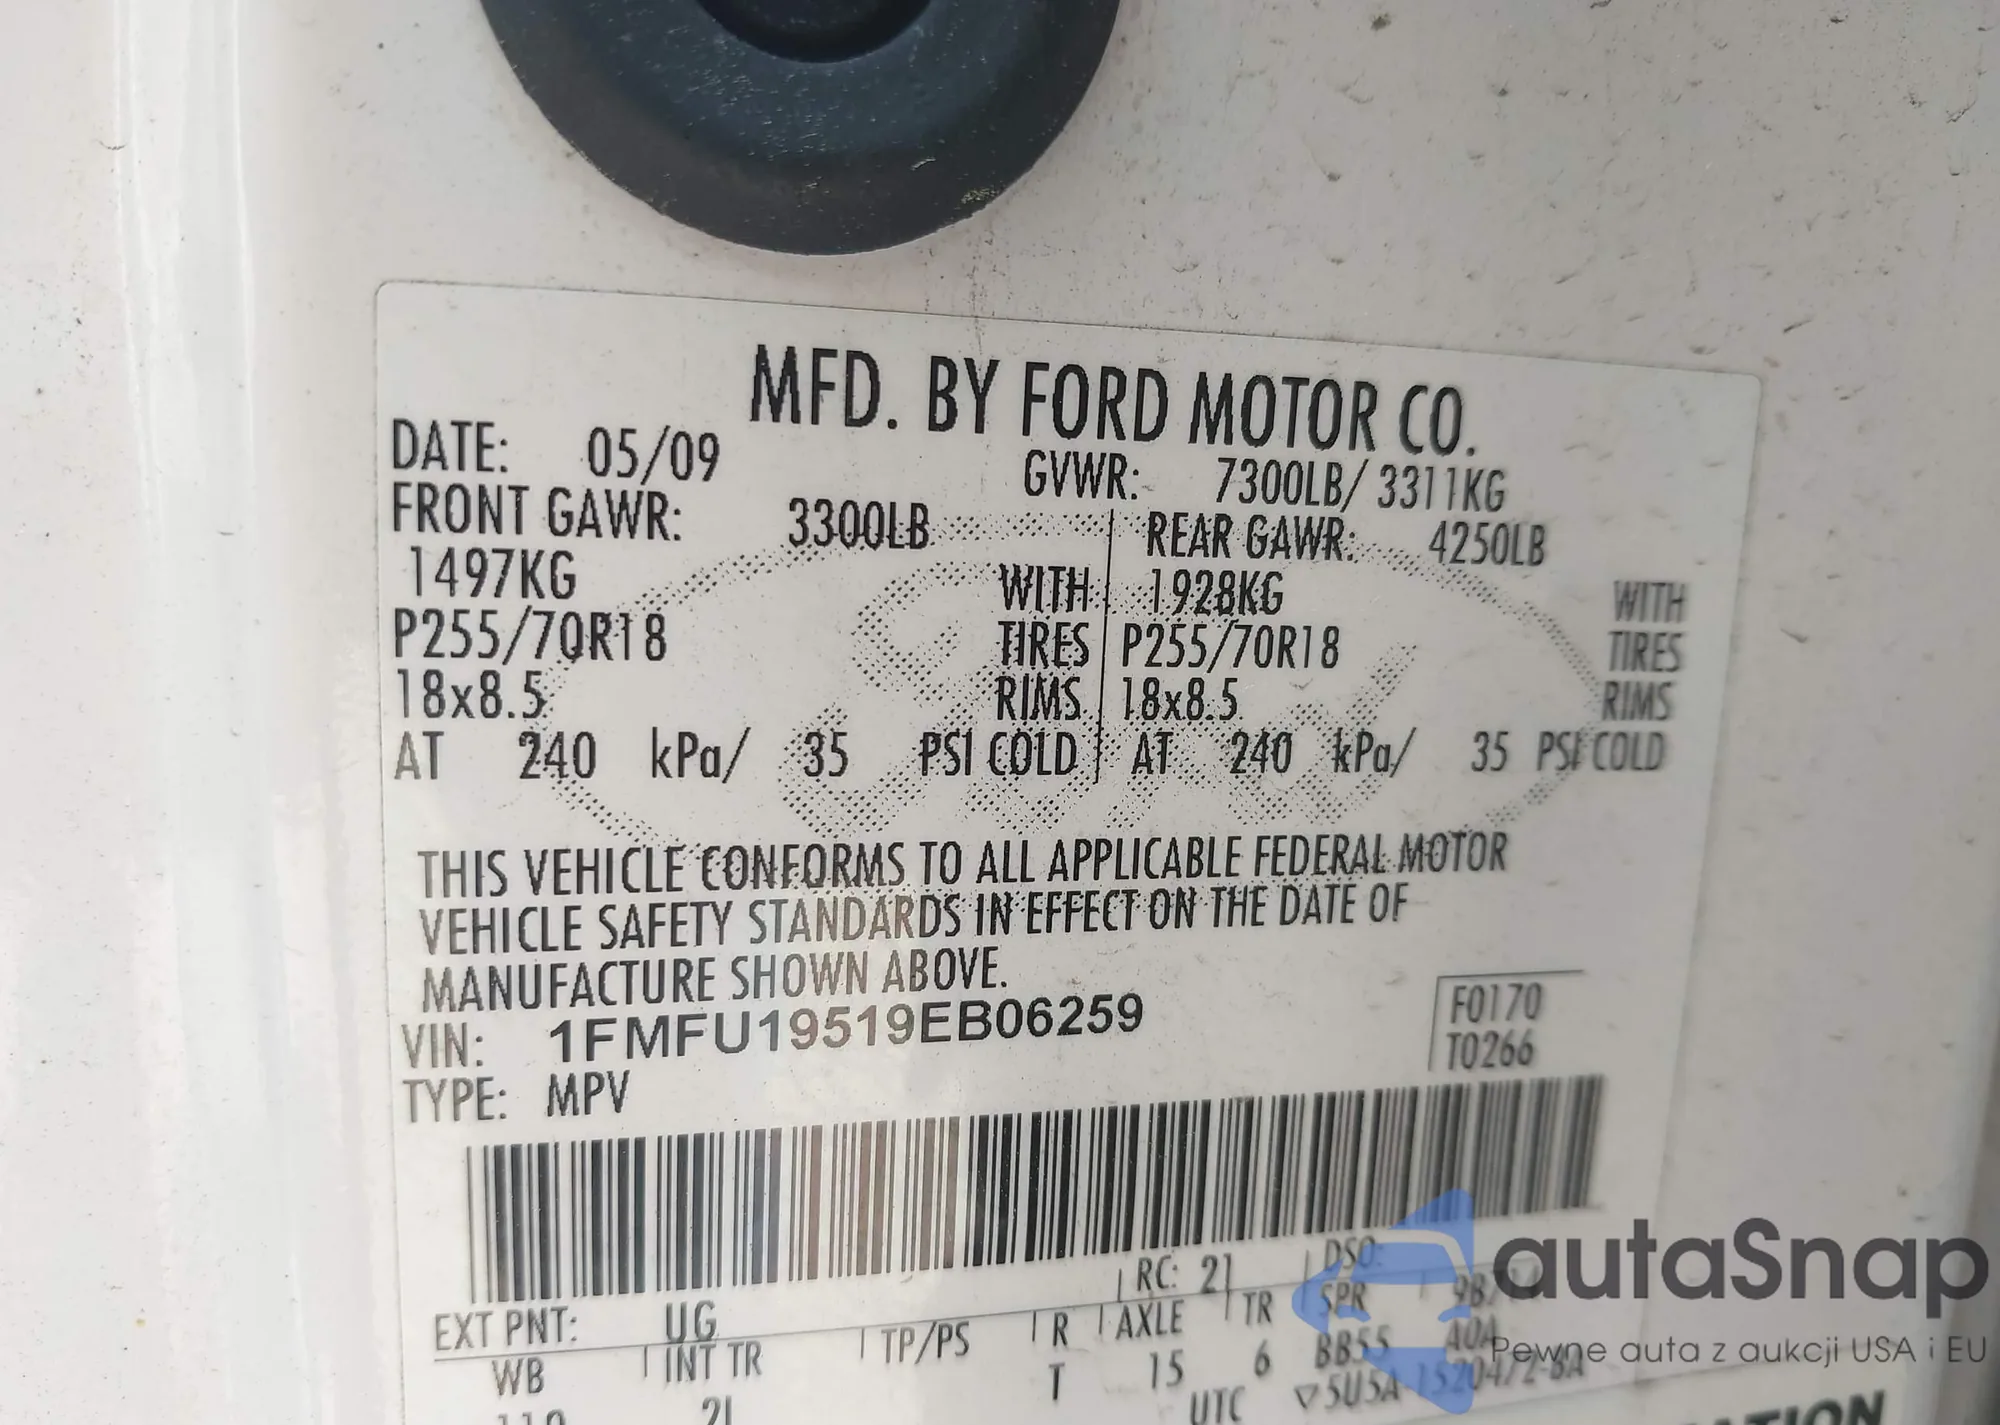 MFD. BY FORD MOTOR CO.
DATE: 05/09 GVWR: 7300LB/ 3311KG
FRONT GAWR: 3300LB REAR GAWR: 4250LB
1497KG WITH 1928KG WITH
P255/70R18 TIRES P255/70R18 TIRES
18x8.5 RIMS 18x8.5 RIMS
AT 240 kPa/ 35 PSI COLD AT 240 kPa/ 35 PSI COLD
THIS VEHICLE CONFORMS TO ALL APPLICABLE FEDERAL MOTOR
VEHICLE SAFETY STANDARDS IN EFFECT ON THE DATE OF
MANUFACTURE SHOWN ABOVE.
VIN: 1FMFU19519EB06259 F0170
TYPE: MPV T0266
EXT PNT: UG RC: 21 DSO:
WB INT TR TP/PS R AXLE TR SPR
119 2L T 15 6 BB55
UTC
autaSnap
Pewne auta z aukcji USA i EU